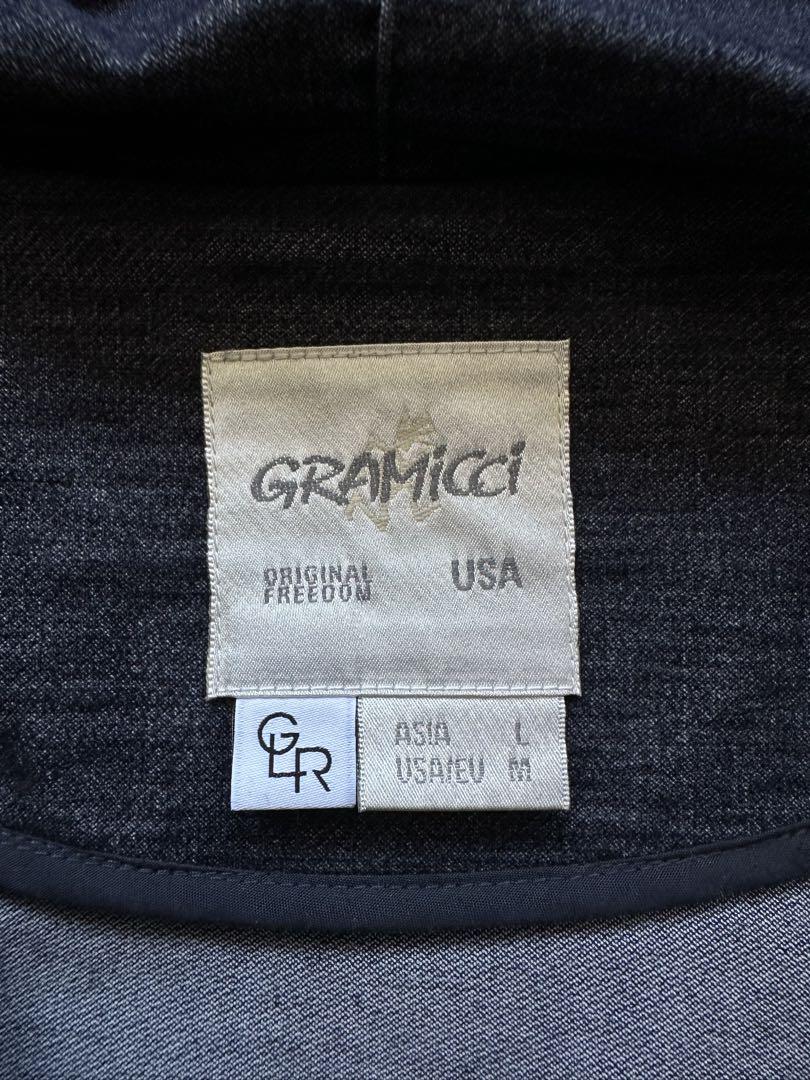 GRAMiCCi
ORIGINAL
FREEDOM
USA
GLR
ASIA L
USA/EU M